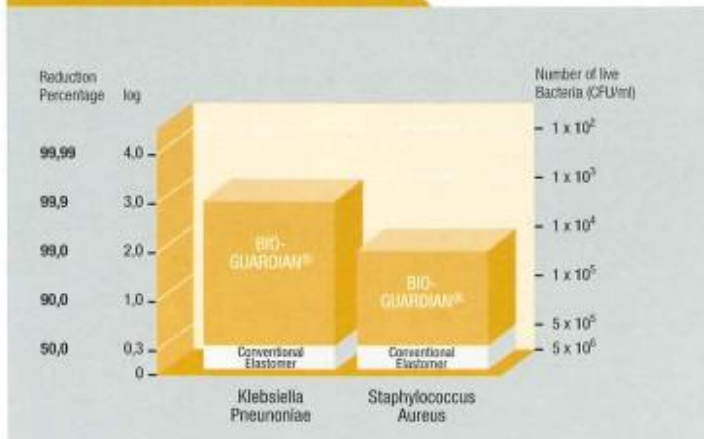 Reduction
Percentage
log
Number of live
Bacteria (CFU/ml)
99,99
4,0
1 x 10²
99,9
3,0
1 x 10³
99,0
2,0
1 x 10⁴
90,0
1,0
1 x 10⁵
50,0
0,3
5 x 10⁵
5 x 10⁶
0
BIO-
GUARDIAN®
Conventional
Elastomer
BIO-
GUARDIAN®
Conventional
Elastomer
Klebsiella
Pneunoniae
Staphylococcus
Aureus